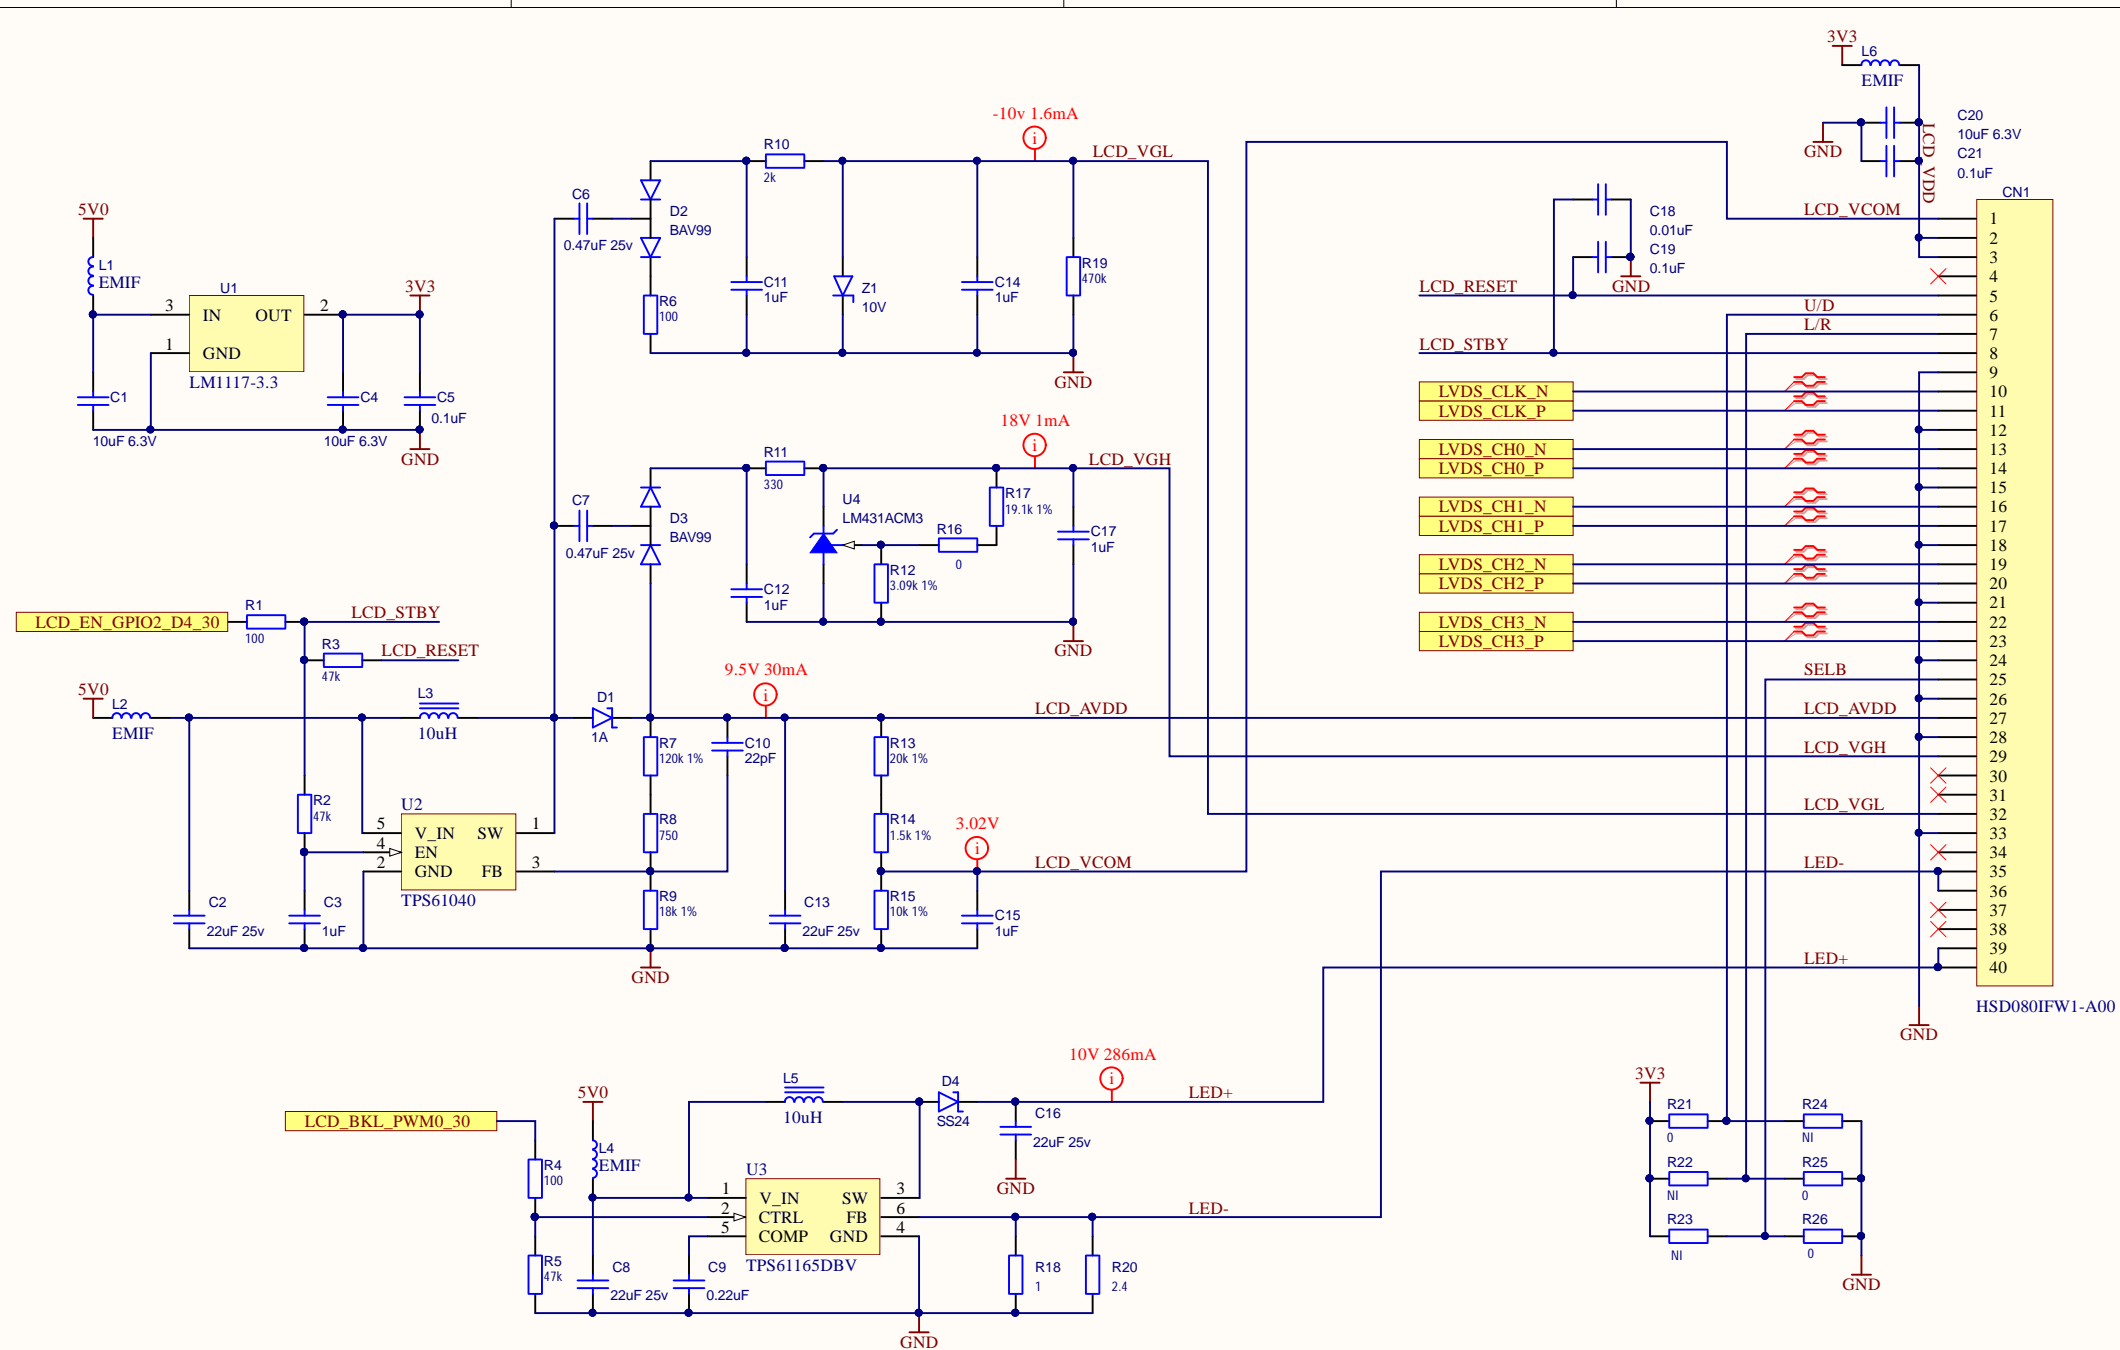 5V0
L1
EMIF
U1
3
IN
OUT
2
1
GND
LM1117-3.3
3V3
C1
10uF 6.3V
C4
10uF 6.3V
C5
0.1uF
GND
C6
0.47uF 25v
D2
BAV99
R6
100
R10
2k
C11
1uF
Z1
10V
C14
1uF
-10v 1.6mA
i
LCD_VGL
R19
470k
GND
C7
0.47uF 25v
D3
BAV99
R11
330
C12
1uF
U4
LM431ACM3
R12
3.09k 1%
R16
0
R17
19.1k 1%
18V 1mA
i
LCD_VGH
C17
1uF
GND
LCD_EN_GPIO2_D4_30
R1
100
LCD_STBY
R3
47k
LCD_RESET
5V0
L2
EMIF
L3
10uH
D1
1A
9.5V 30mA
i
LCD_AVDD
R2
47k
U2
5
V_IN
SW
1
4
EN
2
GND
FB
3
TPS61040
C2
22uF 25v
C3
1uF
R7
120k 1%
R8
750
R9
18k 1%
C10
22pF
C13
22uF 25v
R13
20k 1%
R14
1.5k 1%
R15
10k 1%
3.02V
i
LCD_VCOM
C15
1uF
GND
LCD_BKL_PWM0_30
R4
100
R5
47k
5V0
L4
EMIF
L5
10uH
D4
SS24
10V 286mA
i
LED+
C16
22uF 25v
GND
U3
1
V_IN
SW
3
2
CTRL
FB
6
5
COMP
GND
4
TPS61165DBV
LED-
C8
22uF 25v
C9
0.22uF
R18
1
R20
2.4
GND
3V3
L6
EMIF
C20
10uF 6.3V
C21
0.1uF
GND
LCD_VDD
CN1
C18
0.01uF
C19
0.1uF
GND
LCD_VCOM
1
2
3
4
LCD_RESET
5
U/D
6
L/R
7
LCD_STBY
8
9
LVDS_CLK_N
10
LVDS_CLK_P
11
12
LVDS_CH0_N
13
LVDS_CH0_P
14
15
LVDS_CH1_N
16
LVDS_CH1_P
17
18
LVDS_CH2_N
19
LVDS_CH2_P
20
21
LVDS_CH3_N
22
LVDS_CH3_P
23
24
SELB
25
26
LCD_AVDD
27
28
LCD_VGH
29
30
31
LCD_VGL
32
33
34
LED-
35
36
37
38
39
LED+
40
HSD080IFW1-A00
GND
3V3
R21
0
R24
NI
R22
NI
R25
0
R23
NI
R26
0
GND